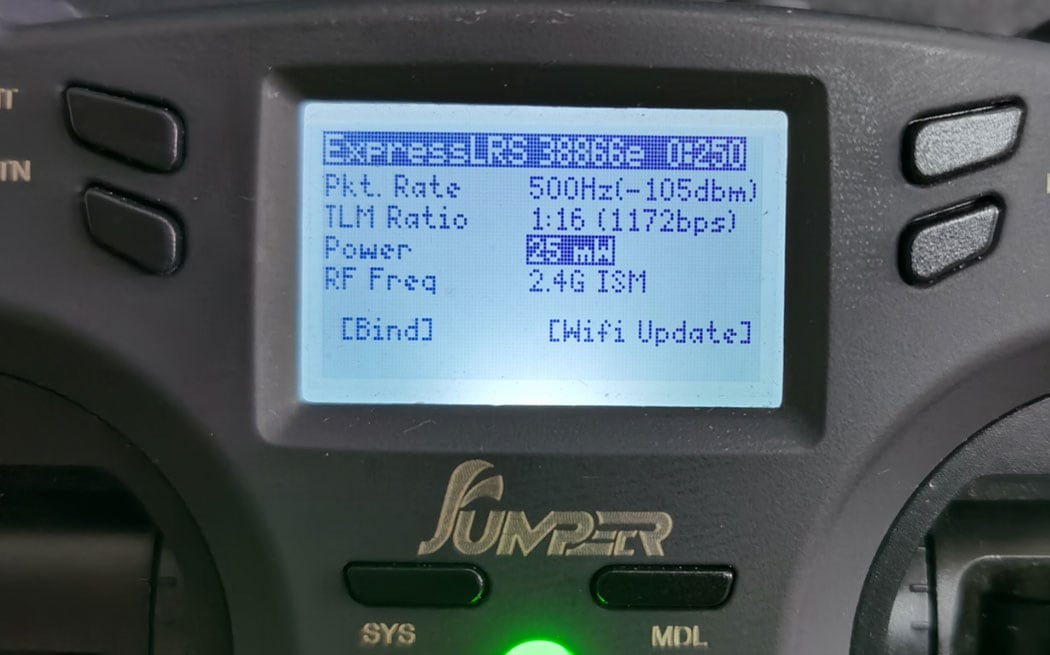 ExpressLRS 38866e 0:250
Pkt. Rate 500Hz(-105dbm)
TLM Ratio 1:16 (1172bps)
Power 25 mW
RF Freq 2.4G ISM
[Bind] [Wifi Update]
JUMPER
SYS MDL